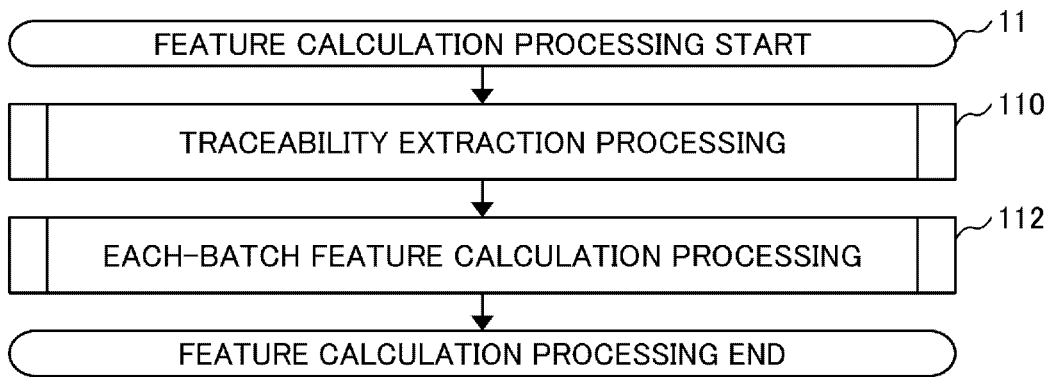 FEATURE CALCULATION PROCESSING START
11
TRACEABILITY EXTRACTION PROCESSING
110
EACH-BATCH FEATURE CALCULATION PROCESSING
112
FEATURE CALCULATION PROCESSING END